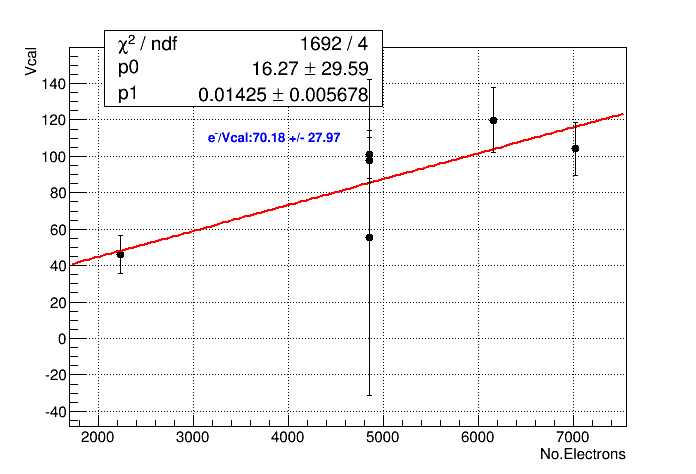 χ² / ndf 1692 / 4
p0 16.27 ± 29.59
p1 0.01425 ± 0.005678
e⁻/Vcal:70.18 +/- 27.97
Vcal
140
120
100
80
60
40
20
0
-20
-40
2000 3000 4000 5000 6000 7000
No.Electrons